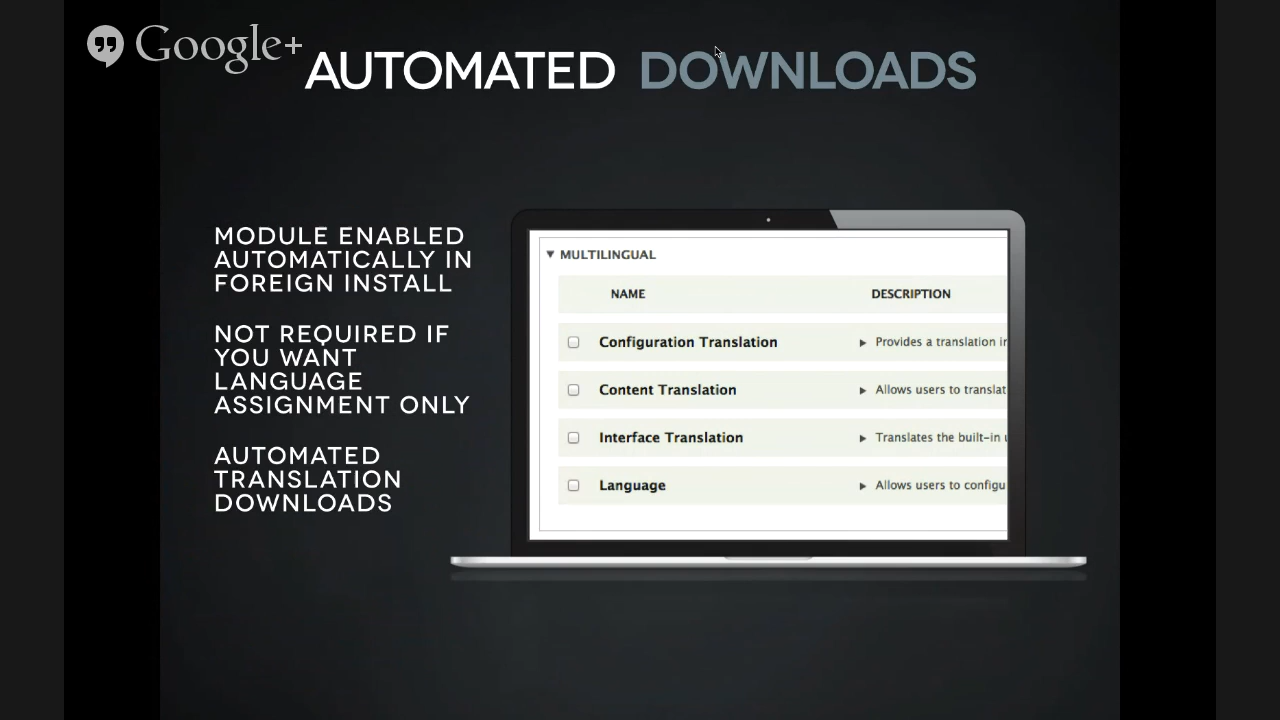 Google+
AUTOMATED DOWNLOADS
MODULE ENABLED
AUTOMATICALLY IN
FOREIGN INSTALL
NOT REQUIRED IF
YOU WANT
LANGUAGE
ASSIGNMENT ONLY
AUTOMATED
TRANSLATION
DOWNLOADS
MULTILINGUAL
NAME DESCRIPTION
Configuration Translation Provides a translation
Content Translation Allows users to translat
Interface Translation Translates the built-in
Language Allows users to configu